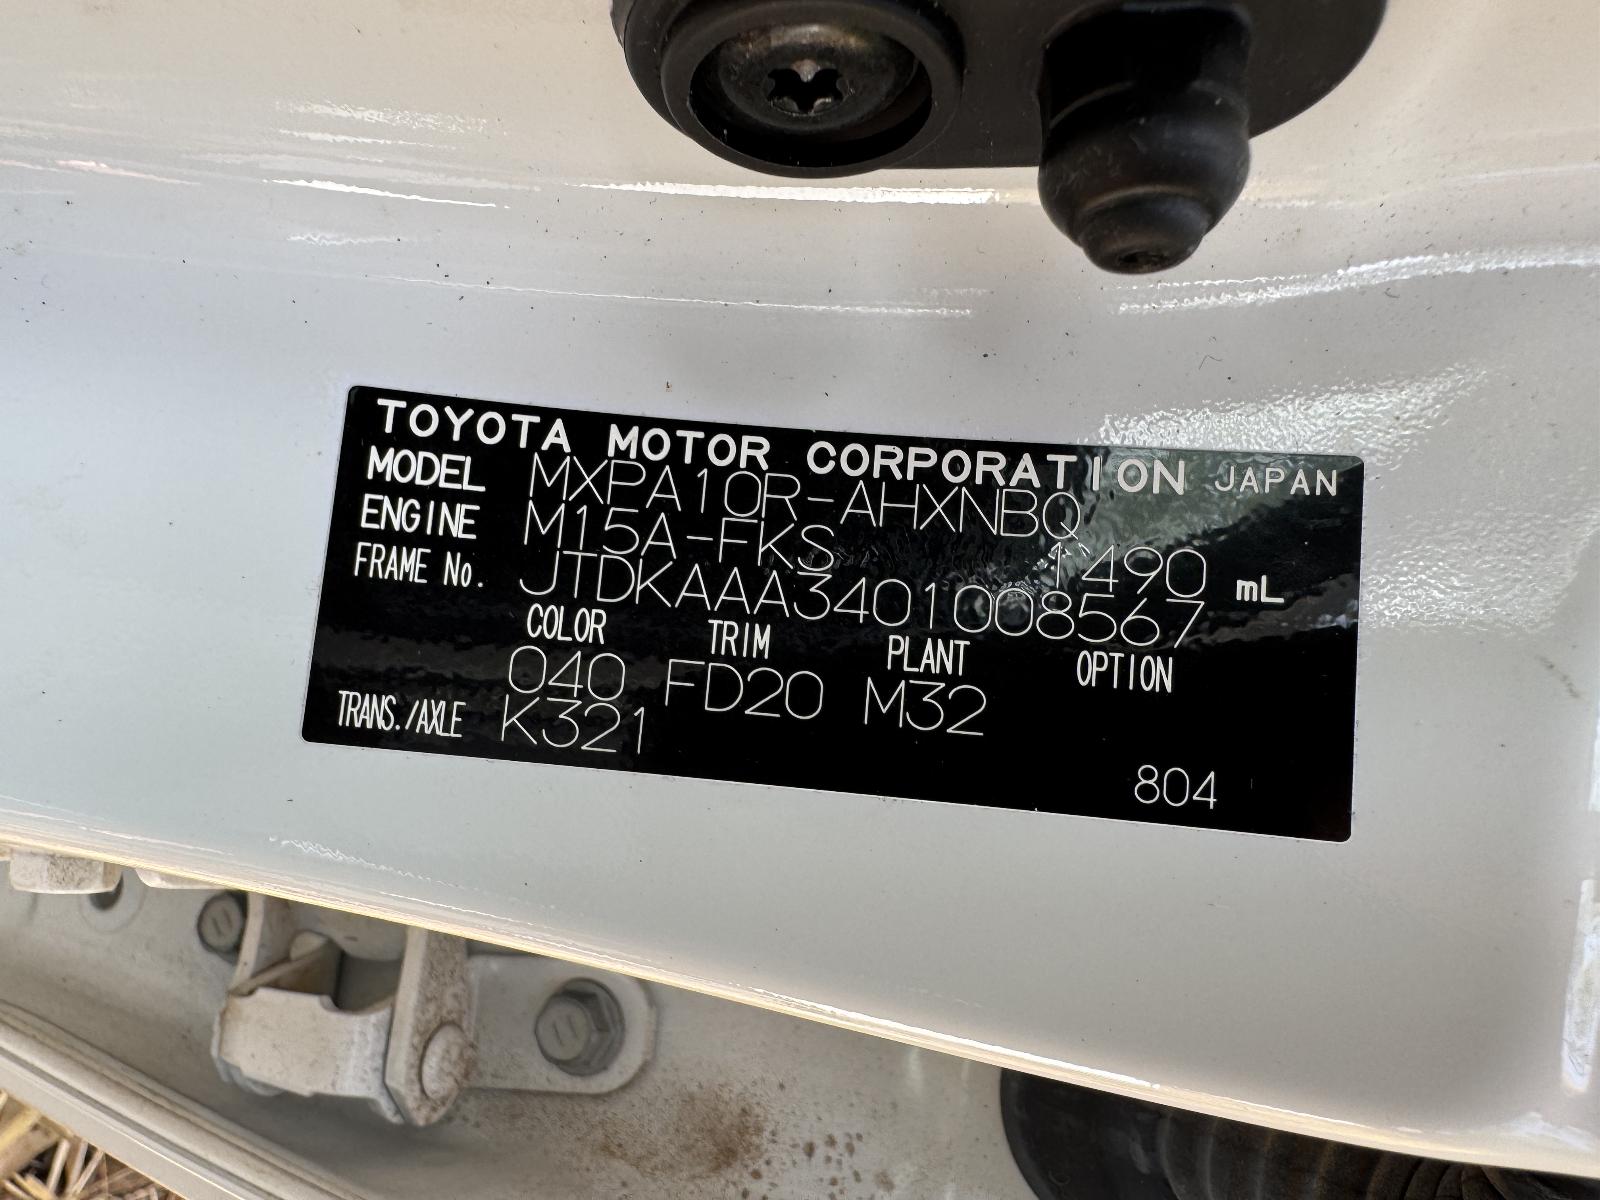 TOYOTA MOTOR CORPORATION JAPAN
MODEL MXPA10R-AHXNBQ
ENGINE M15A-FKS 1490 mL
FRAME No. JTDKAAA3401008567
COLOR TRIM PLANT OPTION
040 FD20 M32
TRANS./AXLE K321
804